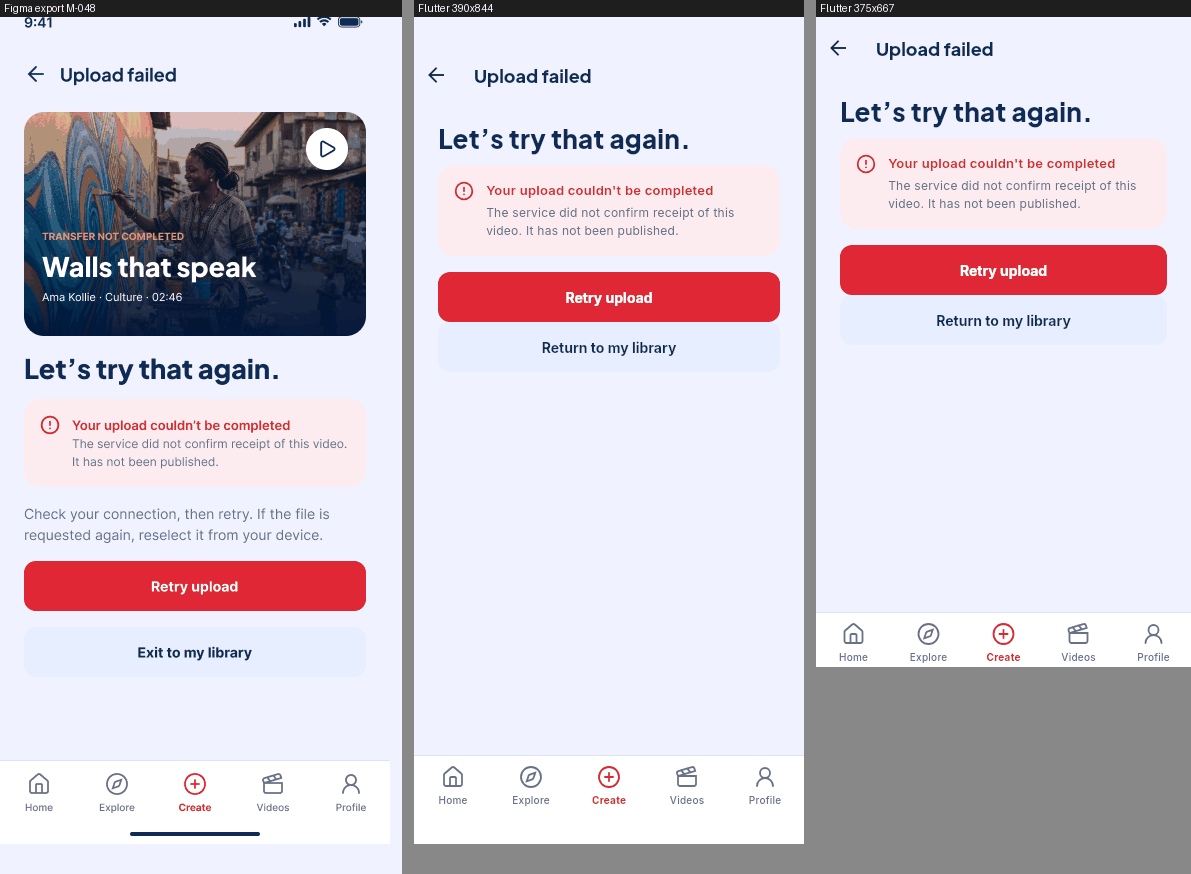 Figma export M-048
9:41
Upload failed
TRANSFER NOT COMPLETED
Walls that speak
Ama Kollie · Culture · 02:46
Let’s try that again.
Your upload couldn’t be completed
The service did not confirm receipt of this video.
It has not been published.
Check your connection, then retry. If the file is
requested again, reselect it from your device.
Retry upload
Exit to my library
Home
Explore
Create
Videos
Profile
Flutter 390x844
Upload failed
Let’s try that again.
Your upload couldn't be completed
The service did not confirm receipt of this
video. It has not been published.
Retry upload
Return to my library
Home
Explore
Create
Videos
Profile
Flutter 375x667
Upload failed
Let’s try that again.
Your upload couldn't be completed
The service did not confirm receipt of this
video. It has not been published.
Retry upload
Return to my library
Home
Explore
Create
Videos
Profile